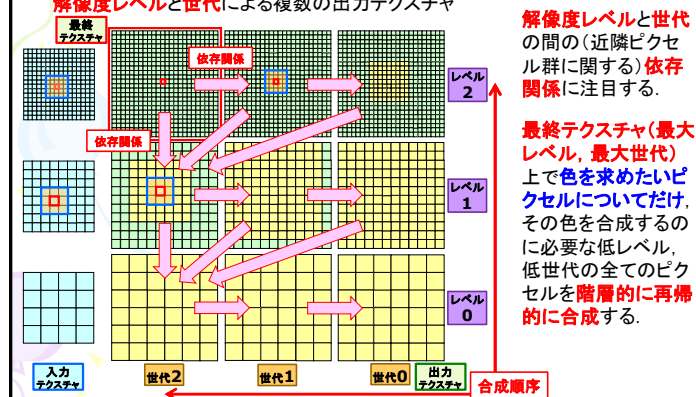 解像度レベルと世代による複数の出力テクスチャ
最終
テクスチャ
依存関係
レベル
2
依存関係
レベル
1
レベル
0
入力
テクスチャ
世代2
世代1
世代0
出力
テクスチャ
合成順序
解像度レベルと世代
の間の(近隣ピクセ
ル群に関する)依存
関係に注目する.
最終テクスチャ(最大
レベル, 最大世代)
上で色を求めたいピ
クセルについてだけ,
その色を合成するの
に必要な低レベル,
低世代の全てのピク
セルを階層的に再帰
的に合成する.